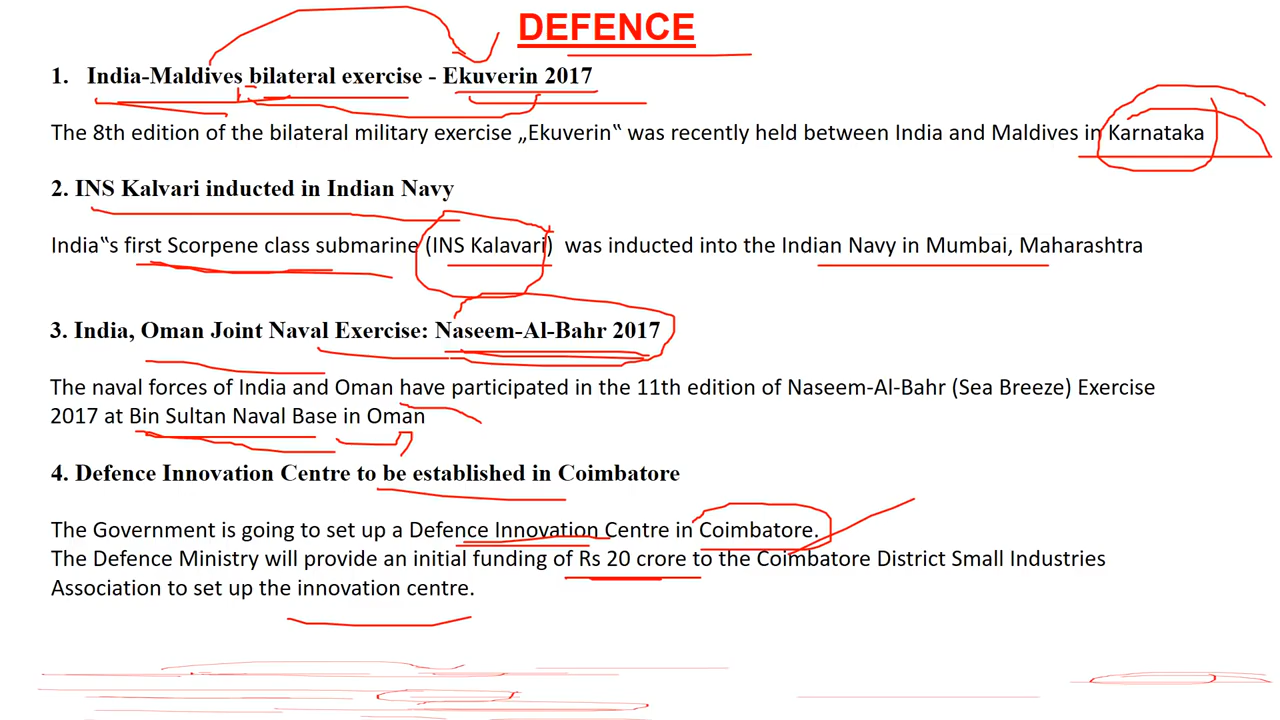 DEFENCE
1. India-Maldives bilateral exercise - Ekuverin 2017
The 8th edition of the bilateral military exercise „Ekuverin‟ was recently held between India and Maldives in Karnataka
2. INS Kalvari inducted in Indian Navy
India‟s first Scorpene class submarine (INS Kalavari) was inducted into the Indian Navy in Mumbai, Maharashtra
3. India, Oman Joint Naval Exercise: Naseem-Al-Bahr 2017
The naval forces of India and Oman have participated in the 11th edition of Naseem-Al-Bahr (Sea Breeze) Exercise
2017 at Bin Sultan Naval Base in Oman
4. Defence Innovation Centre to be established in Coimbatore
The Government is going to set up a Defence Innovation Centre in Coimbatore.
The Defence Ministry will provide an initial funding of Rs 20 crore to the Coimbatore District Small Industries
Association to set up the innovation centre.